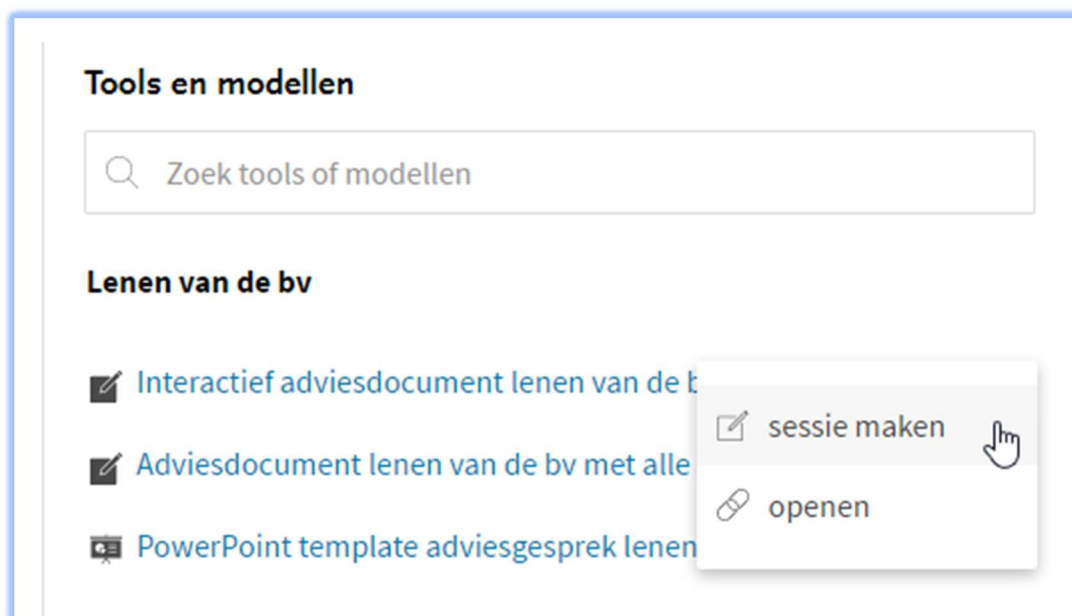 Tools en modellen
Zoek tools of modellen
Lenen van de bv
Interactief adviesdocument lenen van de
sessie maken
Adviesdocument lenen van de bv met alle
openen
PowerPoint template adviesgesprek lenen